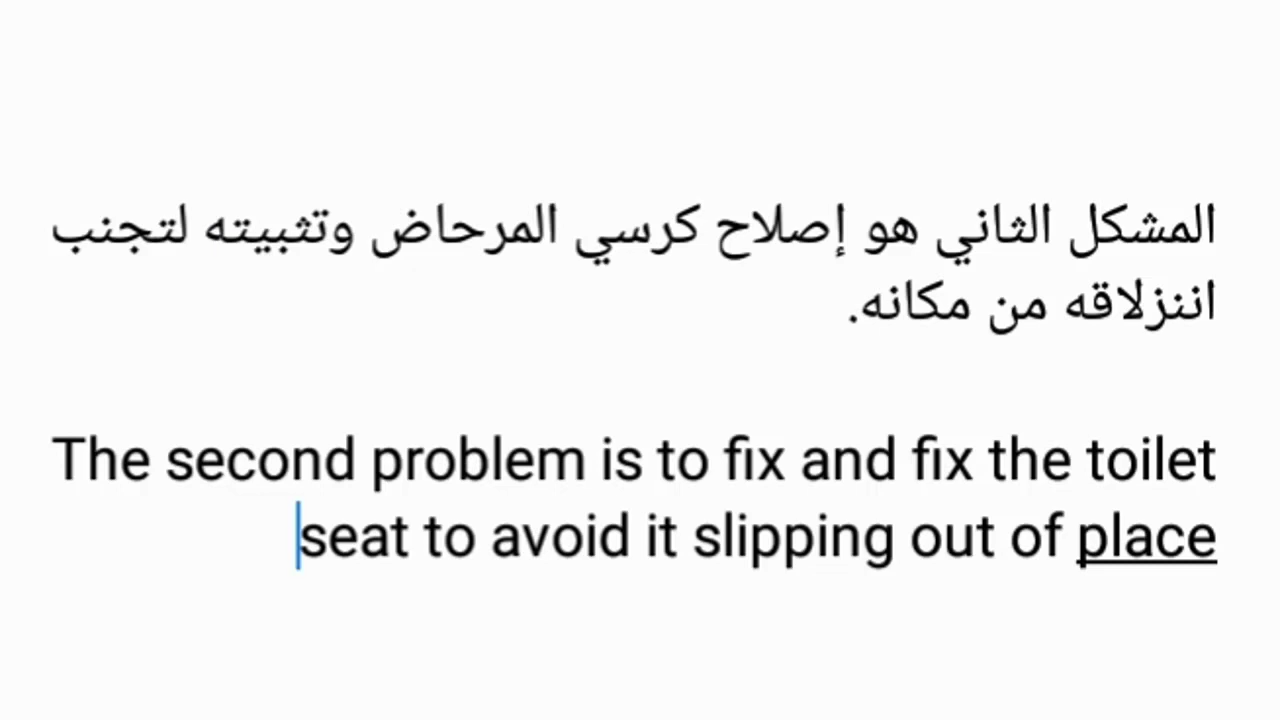 المشكل الثاني هو إصلاح كرسي المرحاض وتثبيته لتجنب
اننزلاقه من مكانه.
The second problem is to fix and fix the toilet
seat to avoid it slipping out of place